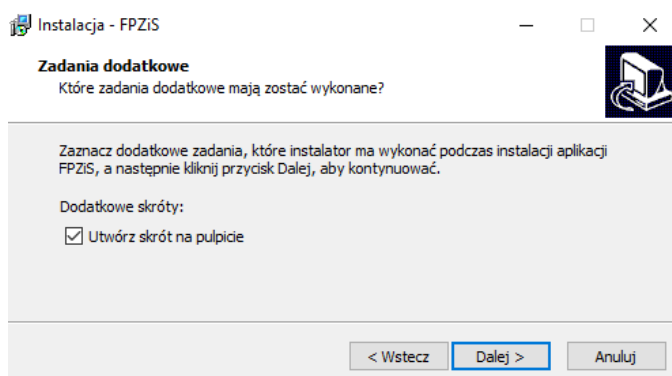 Instalacja - FPZiS
Zadania dodatkowe
Które zadania dodatkowe mają zostać wykonane?
Zaznacz dodatkowe zadania, które instalator ma wykonać podczas instalacji aplikacji
FPZiS, a następnie kliknij przycisk Dalej, aby kontynuować.
Dodatkowe skróty:
Utwórz skrót na pulpicie
< Wstecz
Dalej >
Anuluj